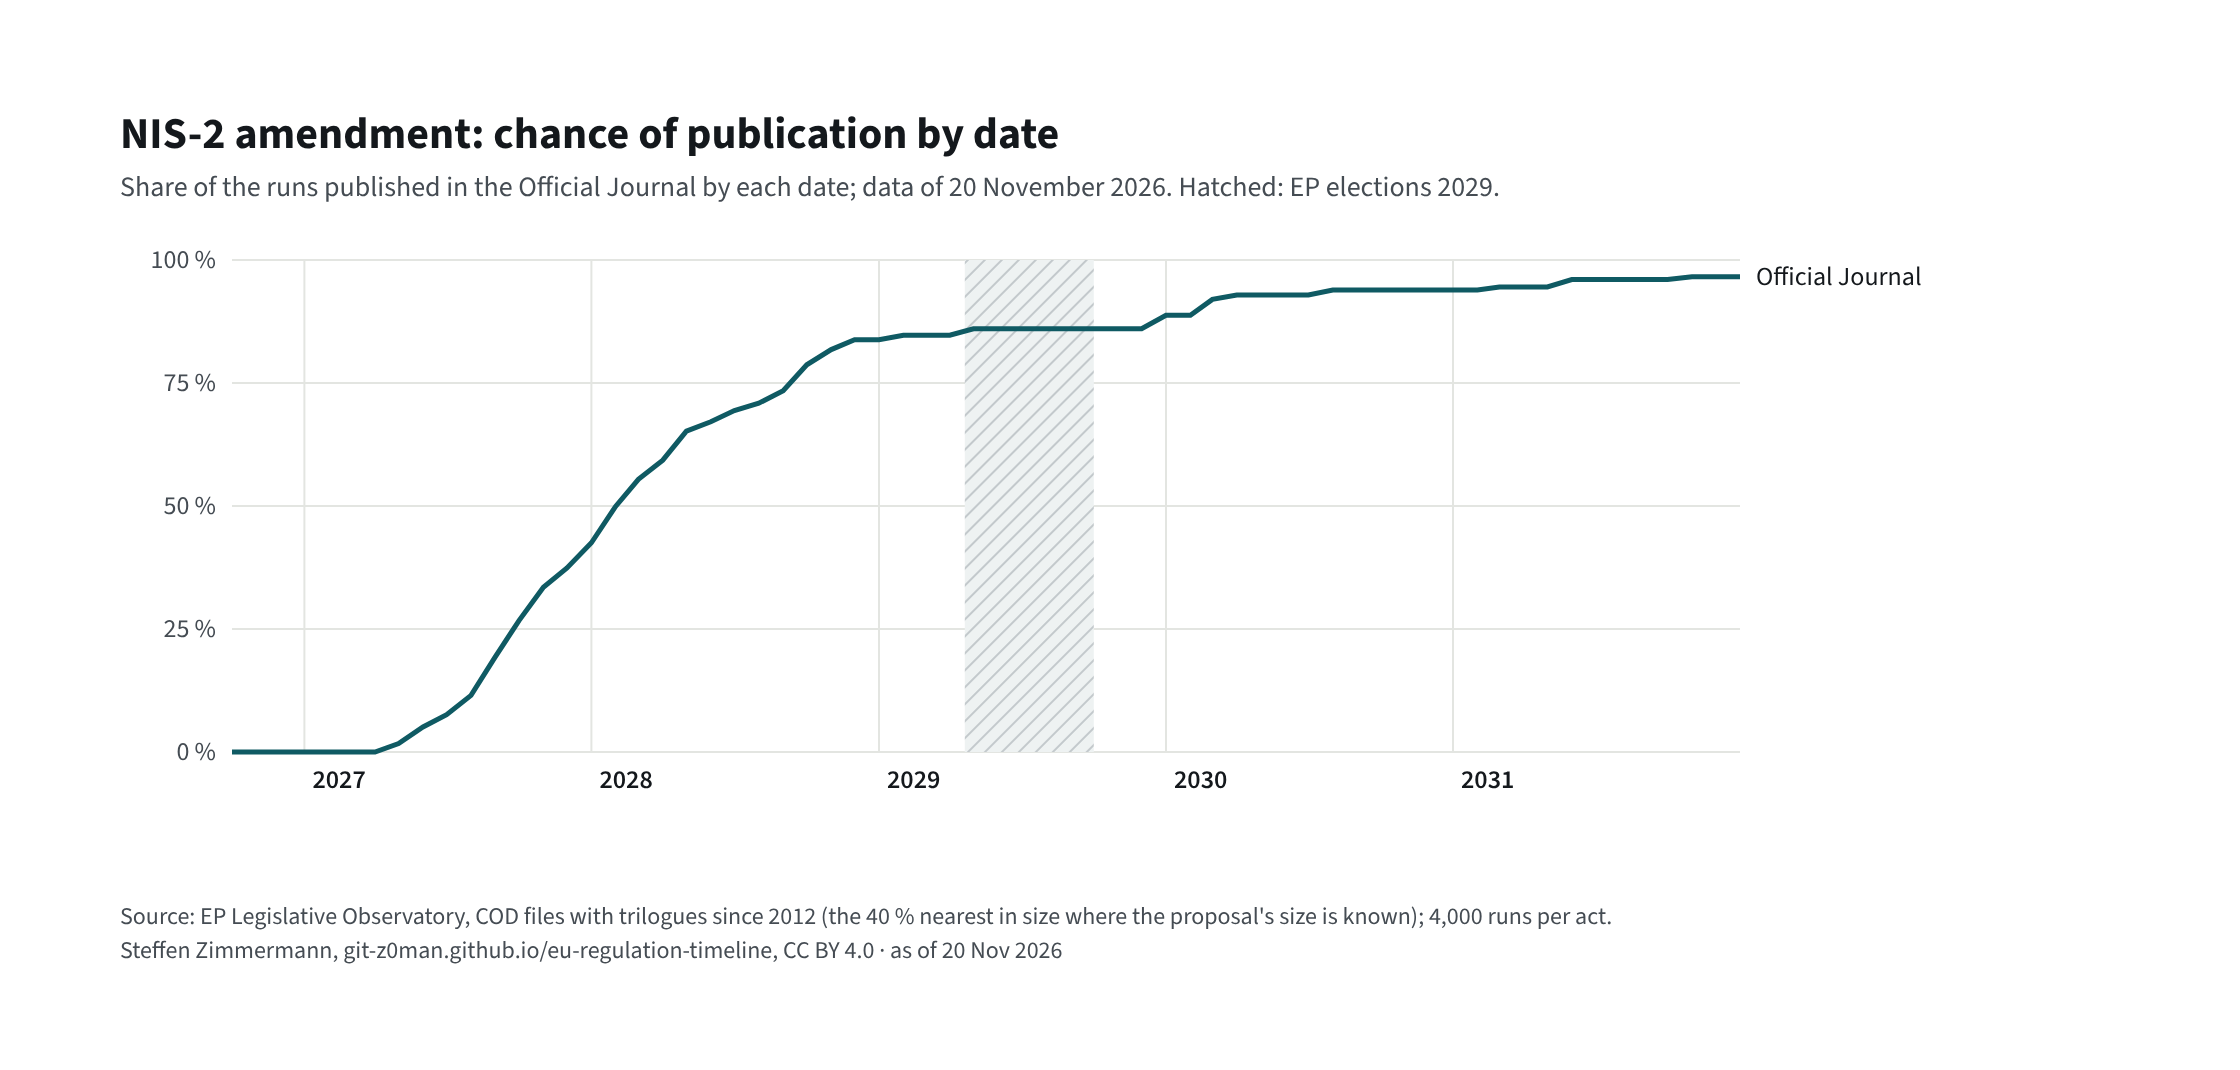 NIS-2 amendment: chance of publication by date
Share of the runs published in the Official Journal by each date; data of 20 November 2026. Hatched: EP elections 2029.
100 %
Official Journal
75 %
50 %
25 %
0 %
2027 2028 2029 2030 2031
Source: EP Legislative Observatory, COD files with trilogues since 2012 (the 40 % nearest in size where the proposal's size is known); 4,000 runs per act.
Steffen Zimmermann, git-z0man.github.io/eu-regulation-timeline, CC BY 4.0 · as of 20 Nov 2026